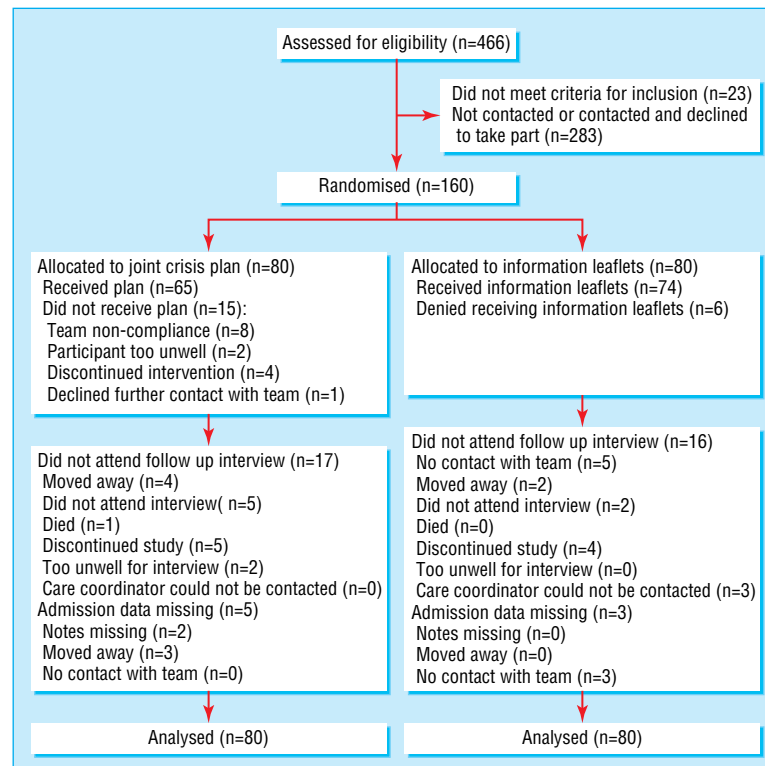 Assessed for eligibility (n=466)
Did not meet criteria for inclusion (n=23)
Not contacted or contacted and declined
to take part (n=283)
Randomised (n=160)
Allocated to joint crisis plan (n=80)
Received plan (n=65)
Did not receive plan (n=15):
Team non-compliance (n=8)
Participant too unwell (n=2)
Discontinued intervention (n=4)
Declined further contact with team (n=1)
Allocated to information leaflets (n=80)
Received information leaflets (n=74)
Denied receiving information leaflets (n=6)
Did not attend follow up interview (n=17)
Moved away (n=4)
Did not attend interview( n=5)
Died (n=1)
Discontinued study (n=5)
Too unwell for interview (n=2)
Care coordinator could not be contacted (n=0)
Admission data missing (n=5)
Notes missing (n=2)
Moved away (n=3)
No contact with team (n=0)
Did not attend follow up interview (n=16)
No contact with team (n=5)
Moved away (n=2)
Did not attend interview (n=2)
Died (n=0)
Discontinued study (n=4)
Too unwell for interview (n=0)
Care coordinator could not be contacted (n=3)
Admission data missing (n=3)
Notes missing (n=0)
Moved away (n=0)
No contact with team (n=3)
Analysed (n=80)
Analysed (n=80)